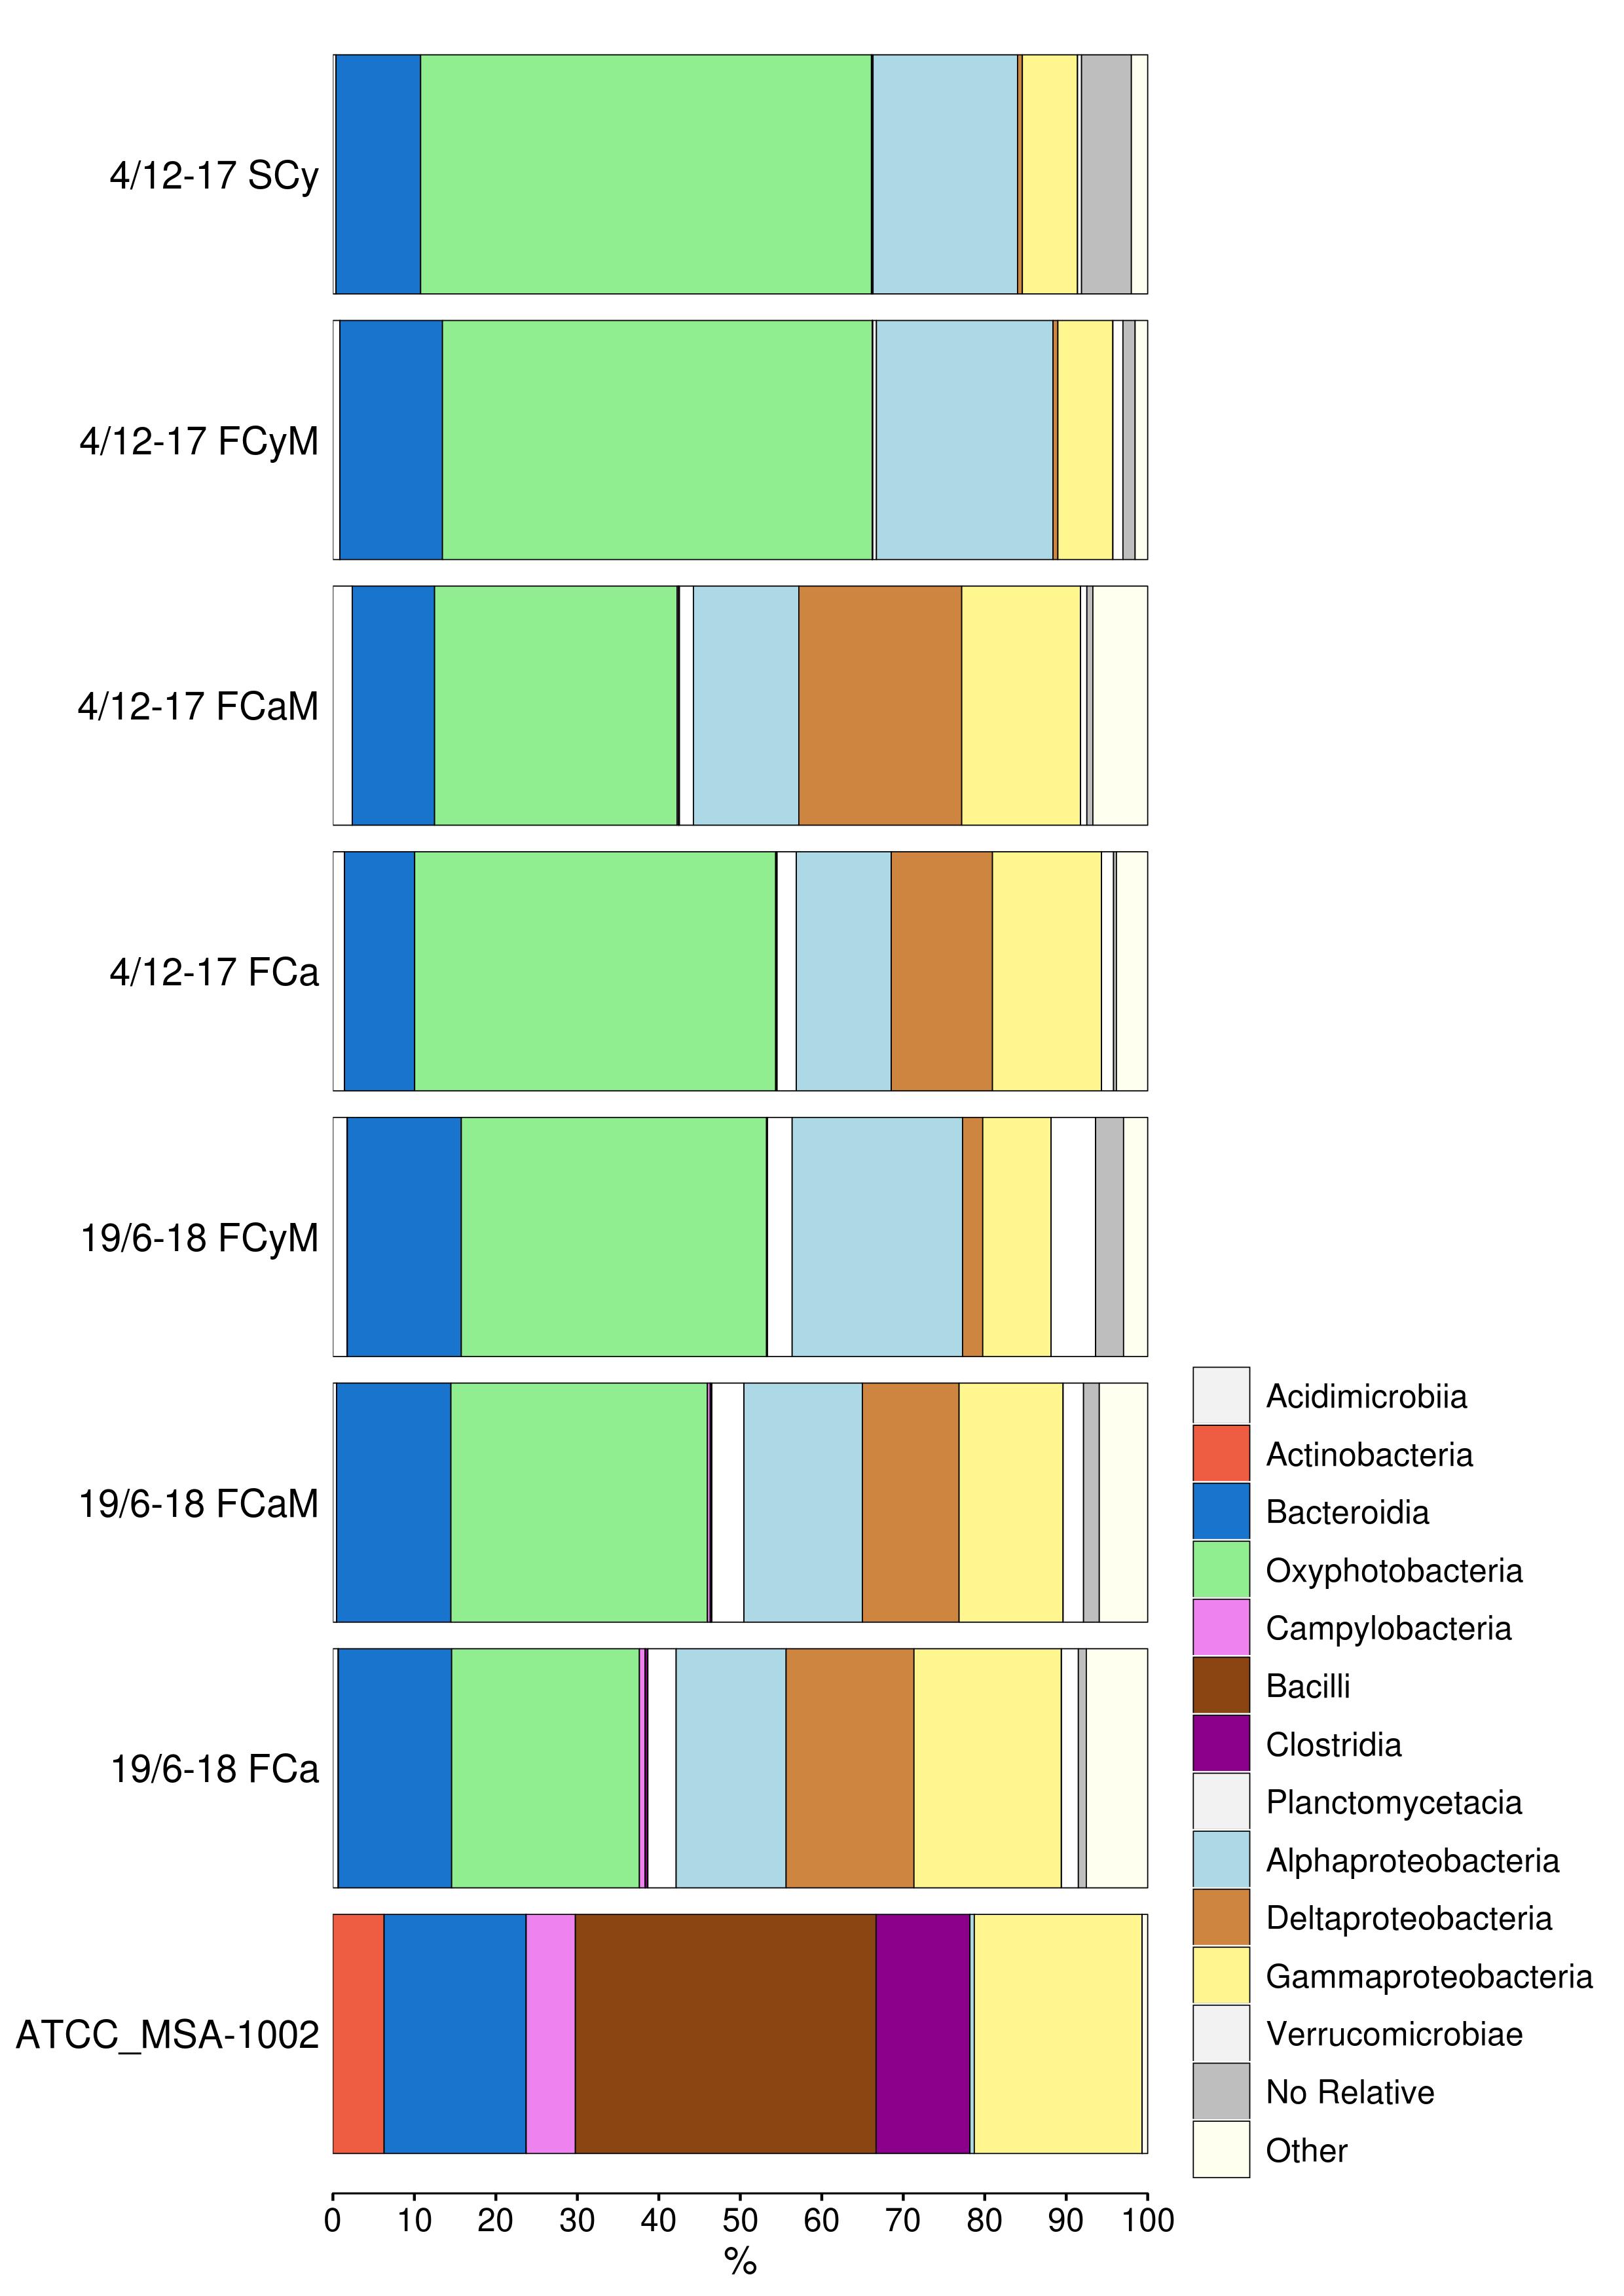 4/12-17 SCy
4/12-17 FCyM
4/12-17 FCaM
4/12-17 FCa
19/6-18 FCyM
19/6-18 FCaM
19/6-18 FCa
ATCC_MSA-1002
0 10 20 30 40 50 60 70 80 90 100
%
Acidimicrobiia
Actinobacteria
Bacteroidia
Oxyphotobacteria
Campylobacteria
Bacilli
Clostridia
Planctomycetacia
Alphaproteobacteria
Deltaproteobacteria
Gammaproteobacteria
Verrucomicrobiae
No Relative
Other